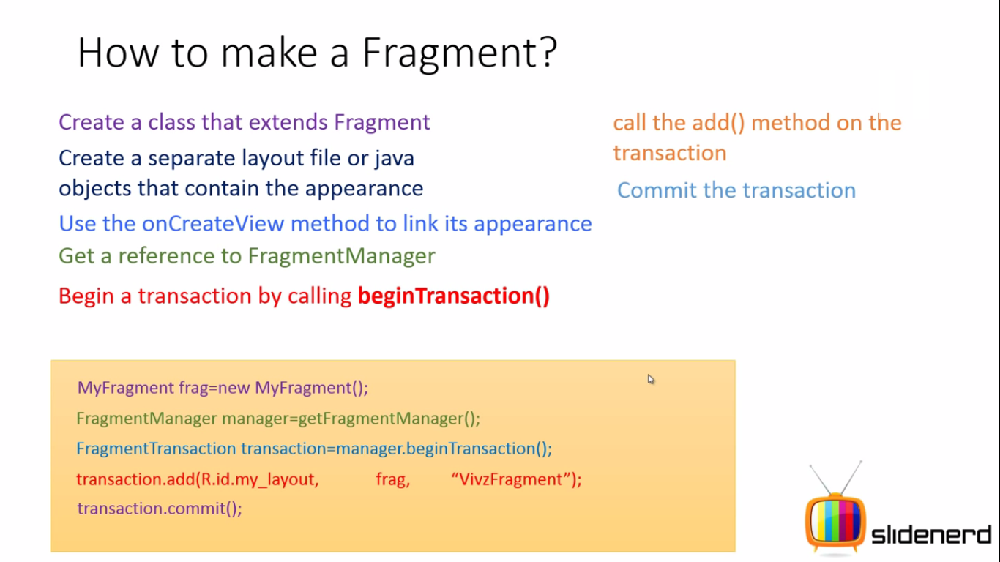 How to make a Fragment?
Create a class that extends Fragment
Create a separate layout file or java
objects that contain the appearance
Use the onCreateView method to link its appearance
Get a reference to FragmentManager
Begin a transaction by calling beginTransaction()
call the add() method on the
transaction
Commit the transaction
MyFragment frag=new MyFragment();
FragmentManager manager=getFragmentManager();
FragmentTransaction transaction=manager.beginTransaction();
transaction.add(R.id.my_layout, frag, “VivzFragment”);
transaction.commit();
slidenerd